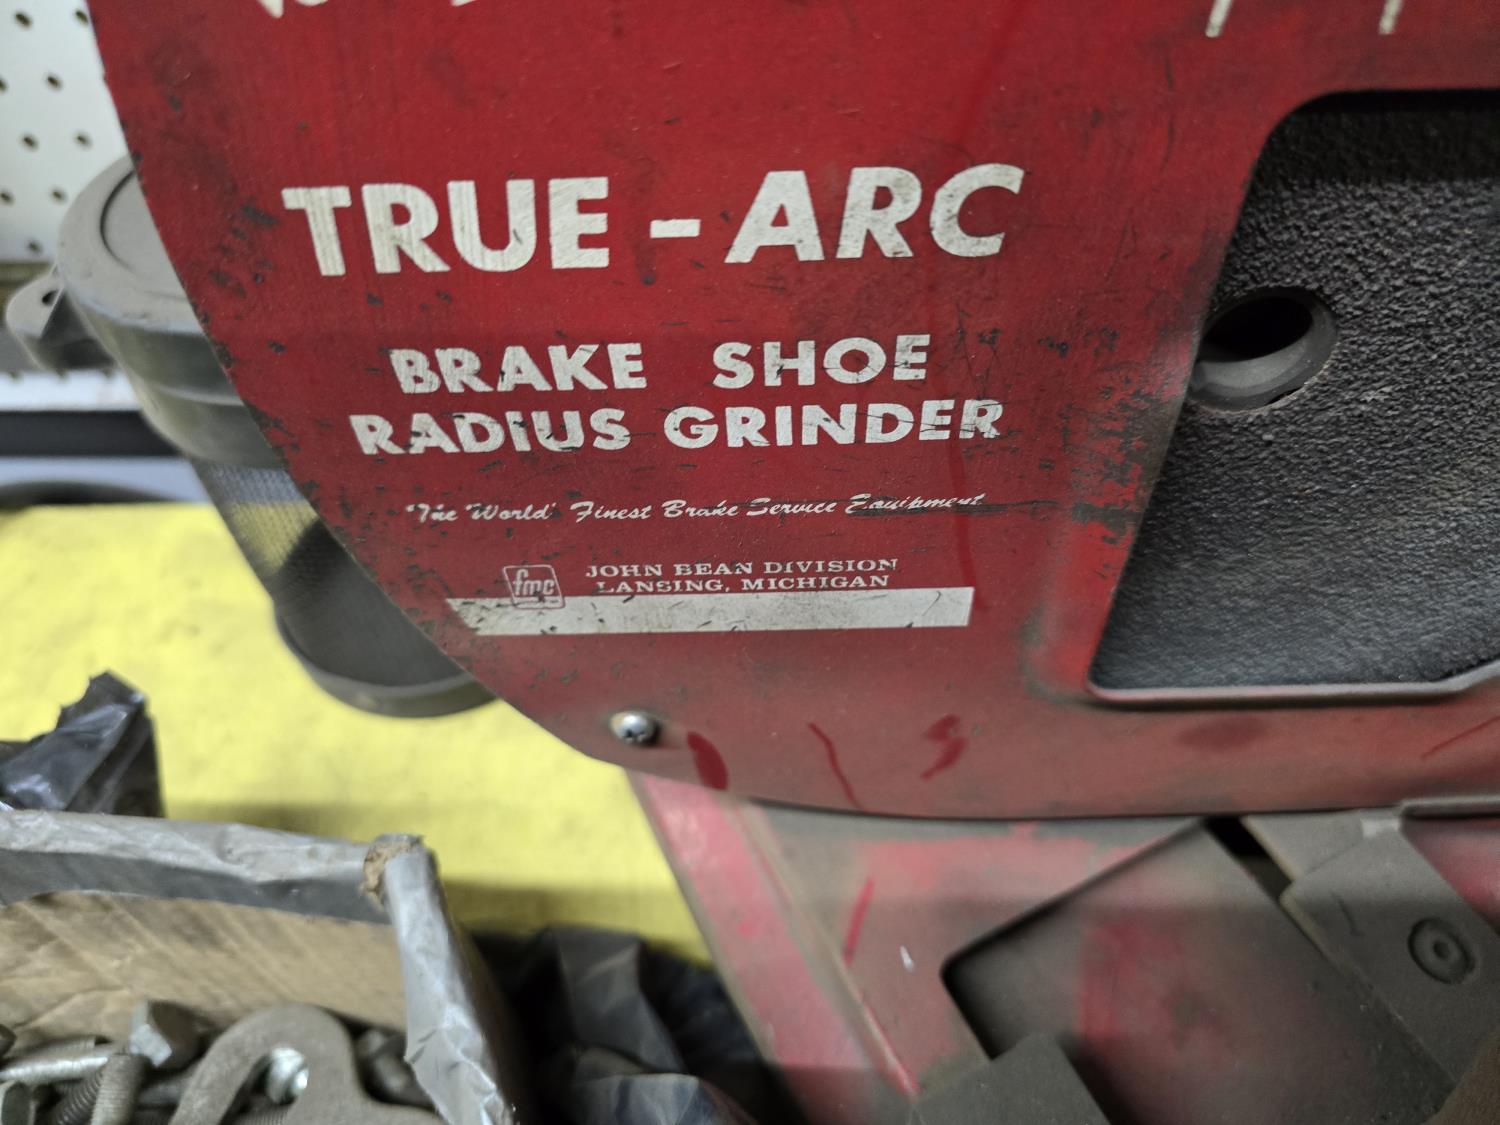 TRUE-ARC
BRAKE SHOE
RADIUS GRINDER
"The World' Finest Brake Service Equipment
fmc
JOHN BEAN DIVISION
LANSING, MICHIGAN